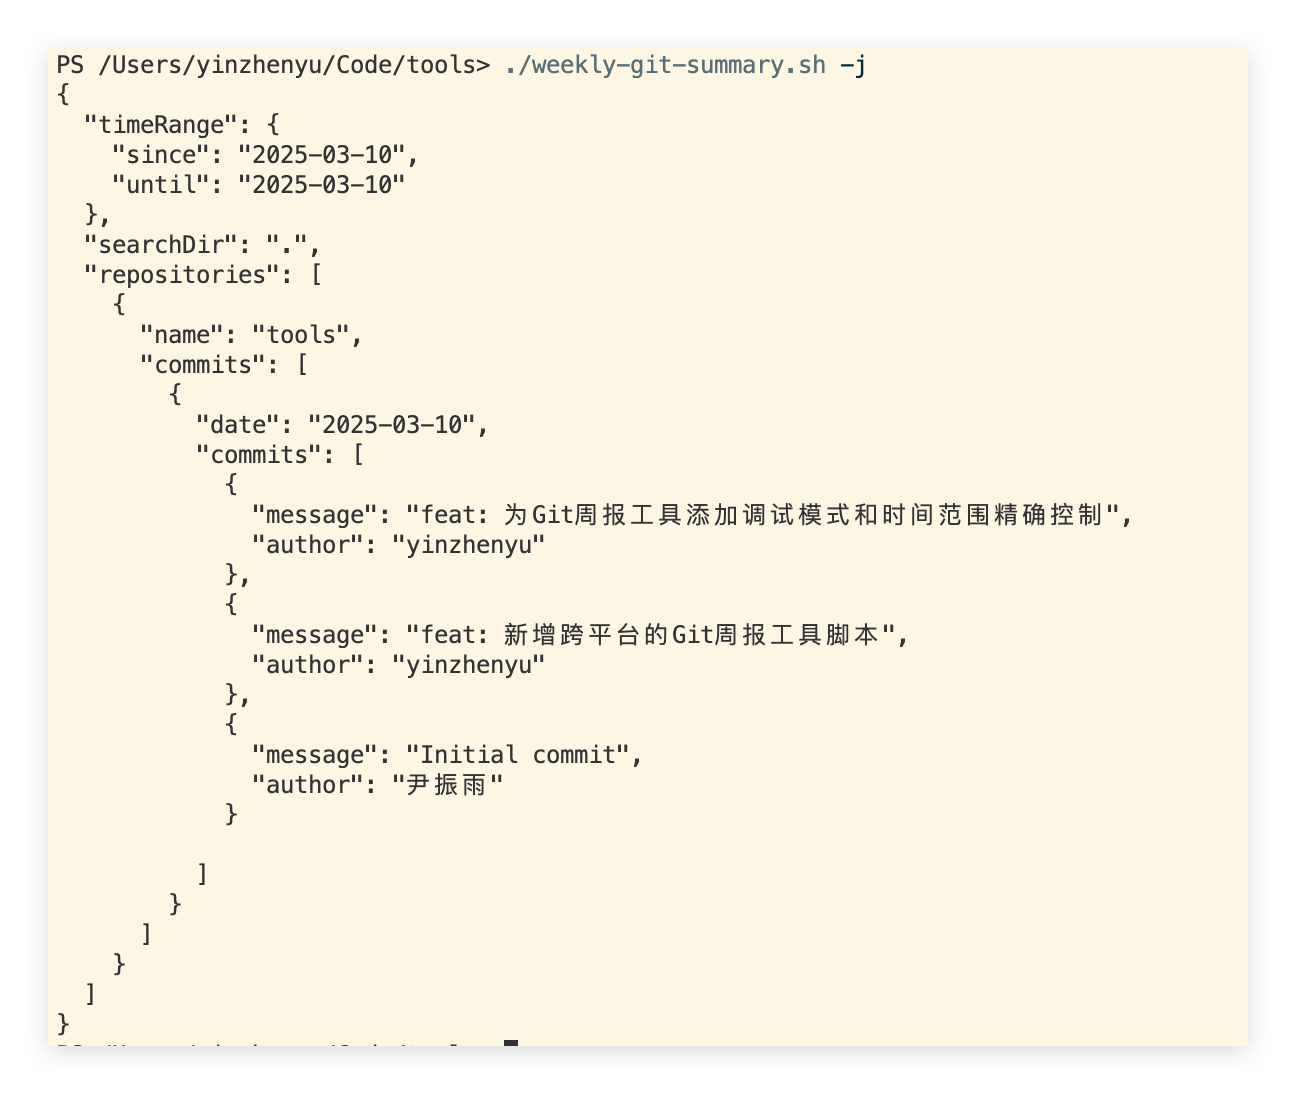 PS /Users/yinzhenyu/Code/tools> ./weekly-git-summary.sh -j
{
  "timeRange": {
    "since": "2025-03-10",
    "until": "2025-03-10"
  },
  "searchDir": ".",
  "repositories": [
    {
      "name": "tools",
      "commits": [
        {
          "date": "2025-03-10",
          "commits": [
            {
              "message": "feat: 为Git周报工具添加调试模式和时间范围精确控制",
              "author": "yinzhenyu"
            },
            {
              "message": "feat: 新增跨平台的Git周报工具脚本",
              "author": "yinzhenyu"
            },
            {
              "message": "Initial commit",
              "author": "尹振雨"
            }

          ]
        }
      ]
    }
  ]
}